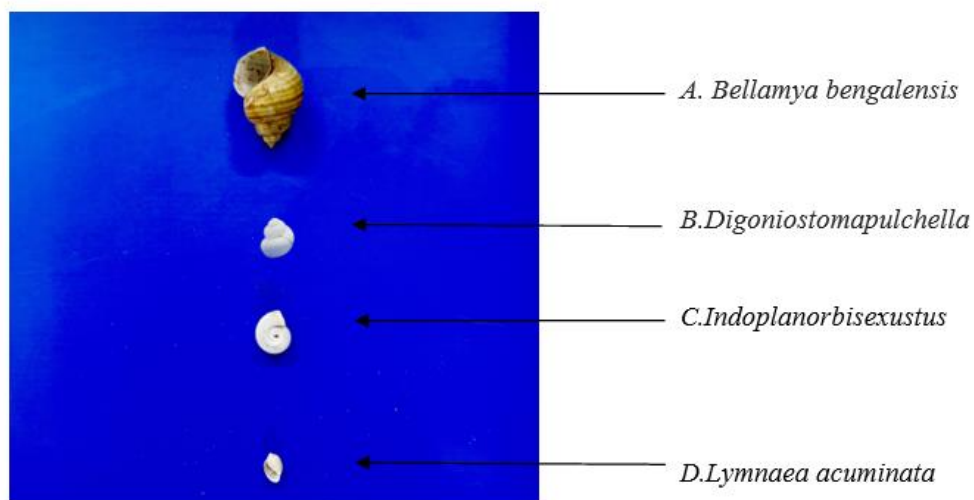 A. Bellamya bengalensis
B.Digoniostomapulchella
C.Indoplanorbisexustus
D.Lymnaea acuminata